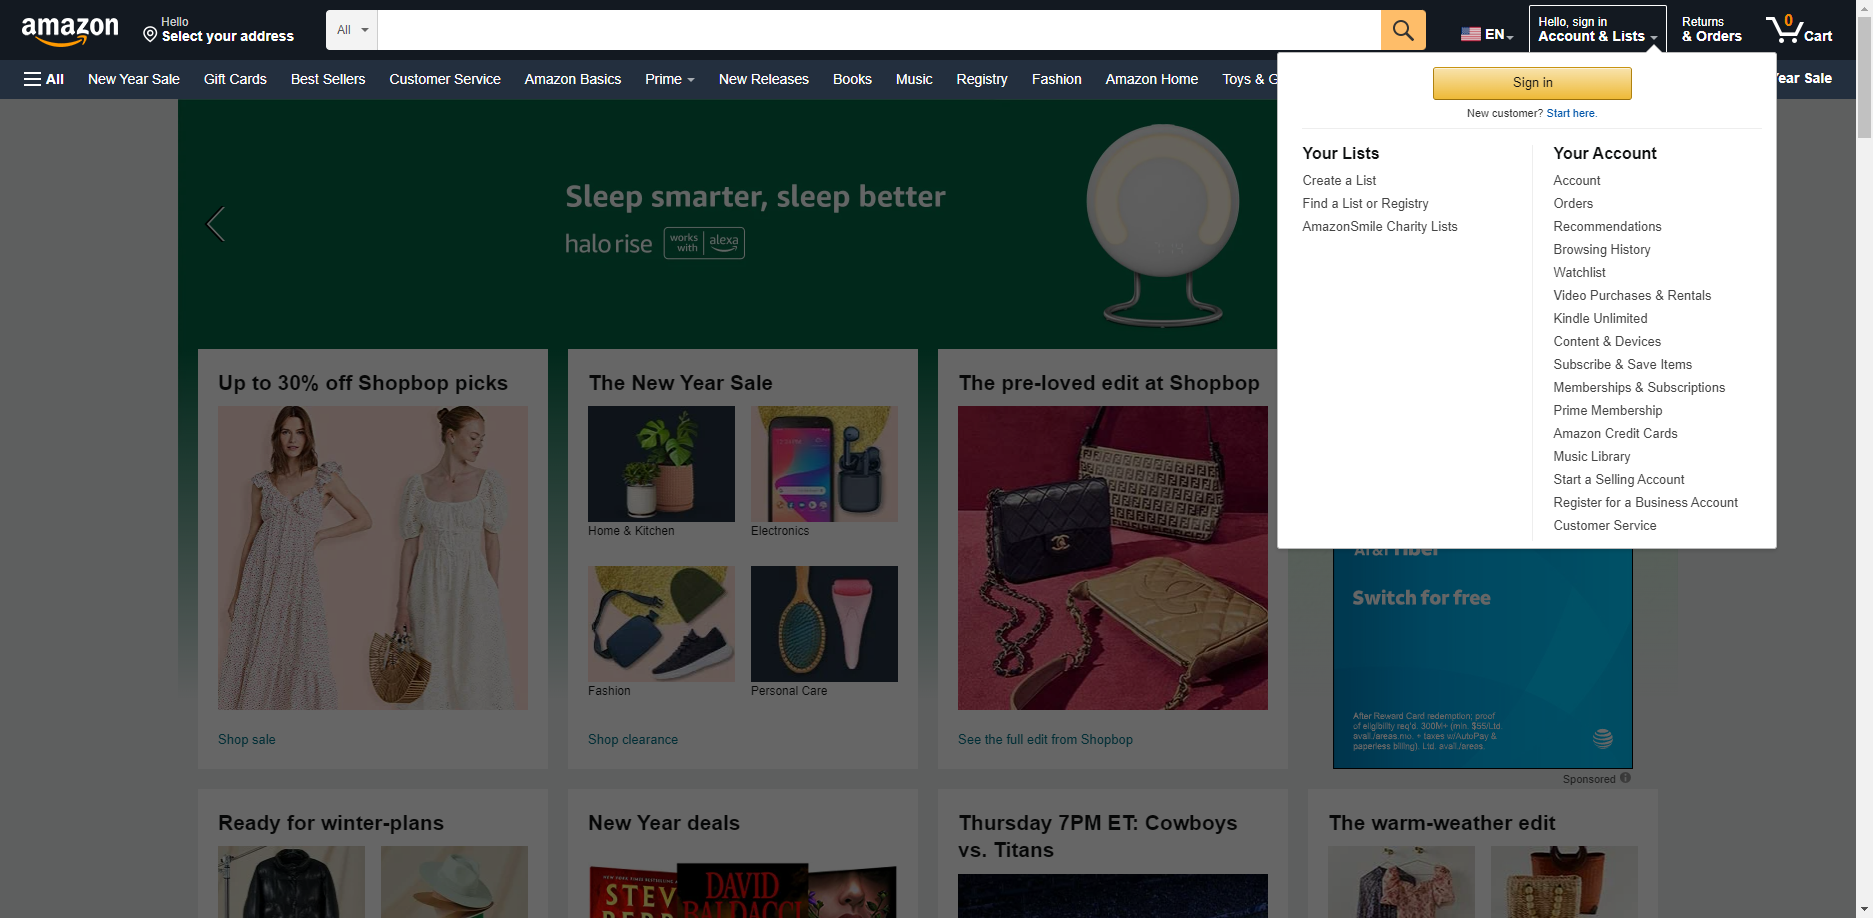 amazon
Hello
Select your address
All
EN
Hello, sign in
Account & Lists
Returns
& Orders
0
Cart
All
New Year Sale
Gift Cards
Best Sellers
Customer Service
Amazon Basics
Prime
New Releases
Books
Music
Registry
Fashion
Amazon Home
Toys & G
Year Sale
Sign in
New customer? Start here.
Your Lists
Create a List
Find a List or Registry
AmazonSmile Charity Lists
Your Account
Account
Orders
Recommendations
Browsing History
Watchlist
Video Purchases & Rentals
Kindle Unlimited
Content & Devices
Subscribe & Save Items
Memberships & Subscriptions
Prime Membership
Amazon Credit Cards
Music Library
Start a Selling Account
Register for a Business Account
Customer Service
Sleep smarter, sleep better
halo rise
works with alexa
Up to 30% off Shopbop picks
Shop sale
The New Year Sale
Home & Kitchen
Electronics
Fashion
Personal Care
Shop clearance
The pre-loved edit at Shopbop
See the full edit from Shopbop
AT&T Fiber
Switch for free
After Reward Card redemption; proof
of eligibility req'd. 300M+ (min. $55/Ltd.
avail./areas mo. + taxes w/AutoPay &
paperless billing). Ltd. avail./areas.
Sponsored
Ready for winter-plans
New Year deals
STEV
BERR
DAVID
BALDACCI
Thursday 7PM ET: Cowboys
vs. Titans
The warm-weather edit